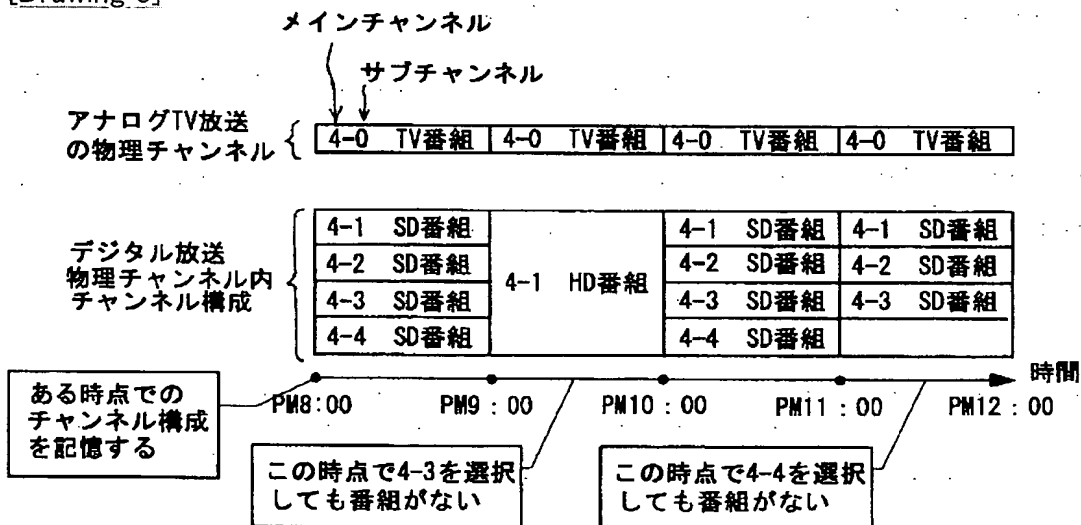 メインチャンネル
サブチャンネル
アナログTV放送
の物理チャンネル
4-0 TV番組 4-0 TV番組 4-0 TV番組 4-0 TV番組
デジタル放送
物理チャンネル内
チャンネル構成
4-1 SD番組
4-2 SD番組
4-3 SD番組
4-4 SD番組
4-1 HD番組
4-1 SD番組
4-2 SD番組
4-3 SD番組
4-4 SD番組
4-1 SD番組
4-2 SD番組
4-3 SD番組
時間
PM8:00 PM9:00 PM10:00 PM11:00 PM12:00
ある時点での
チャンネル構成
を記憶する
この時点で4-3を選択
しても番組がない
この時点で4-4を選択
しても番組がない